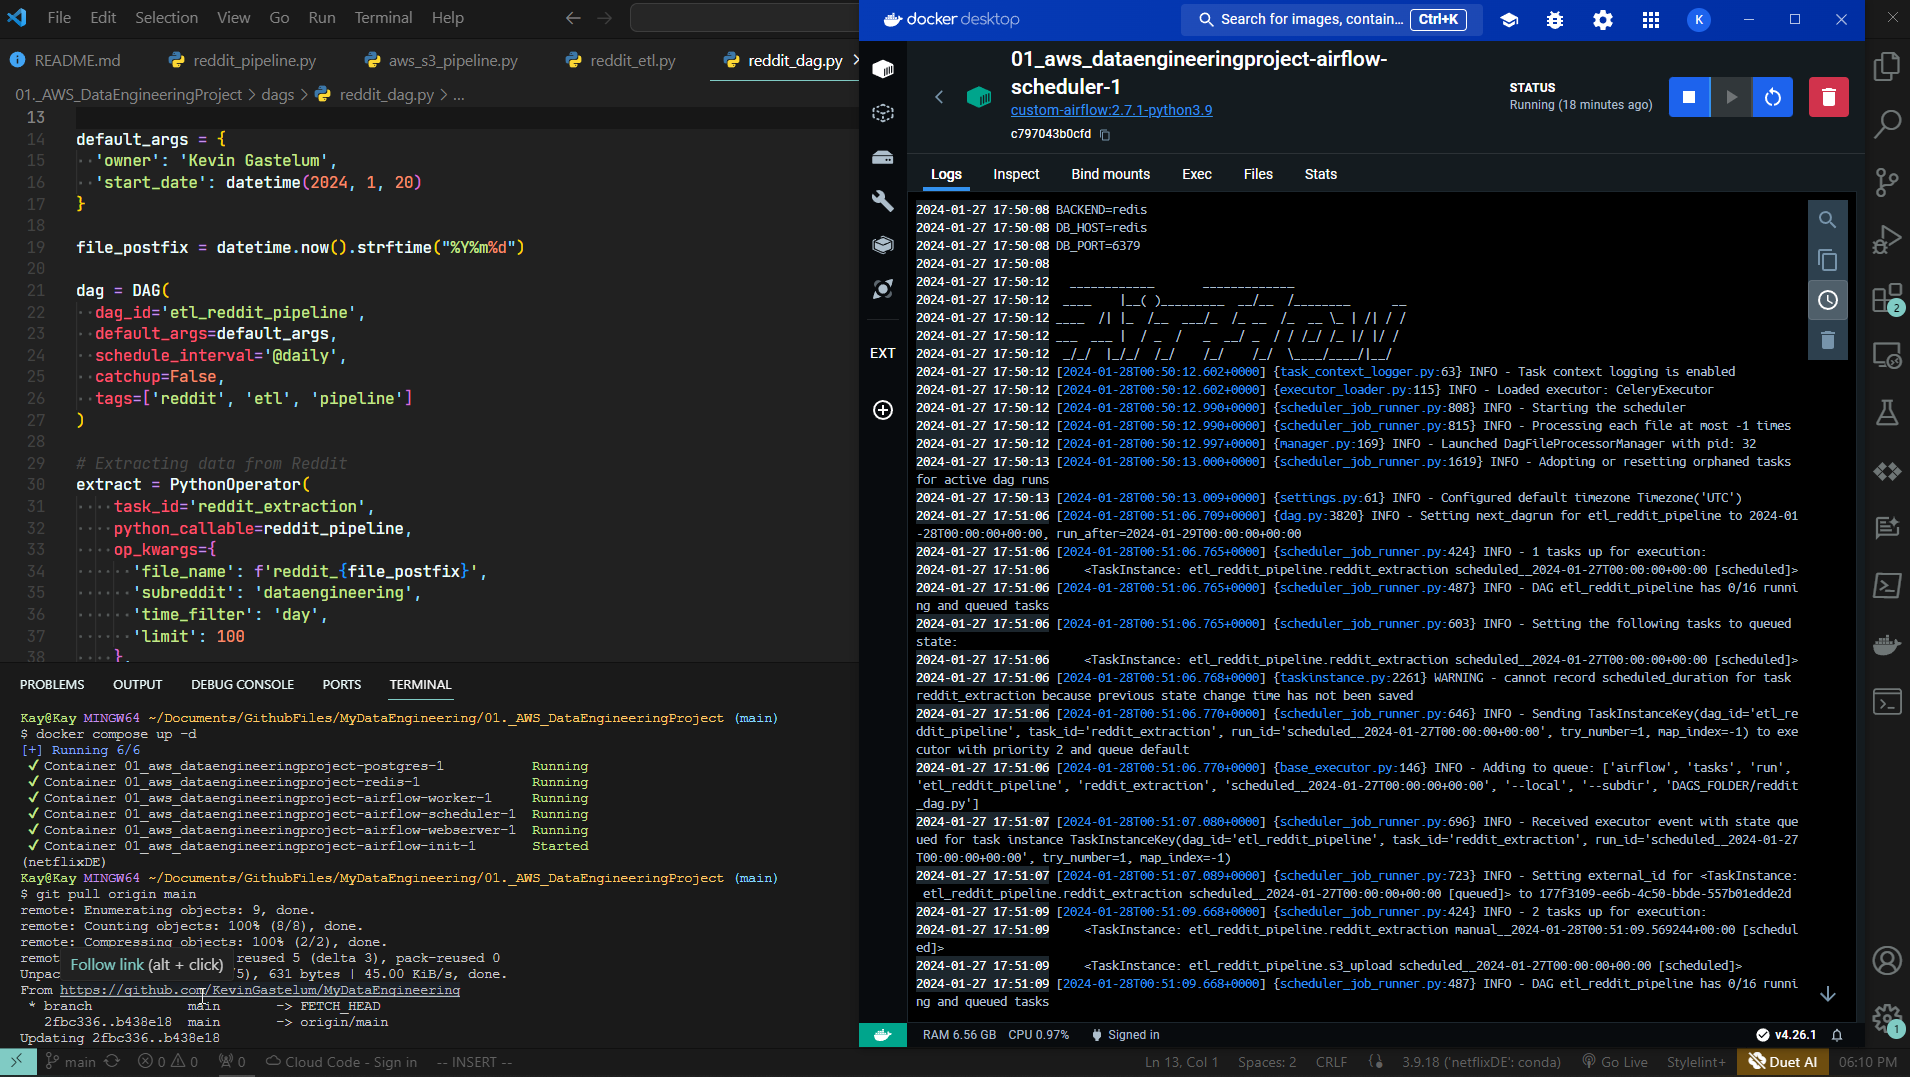 File Edit Selection View Go Run Terminal Help
README.md reddit_pipeline.py aws_s3_pipeline.py reddit_etl.py reddit_dag.py
01._AWS_DataEngineeringProject > dags > reddit_dag.py > ...
13
14 default_args = {
15 'owner': 'Kevin Gastelum',
16 'start_date': datetime(2024, 1, 20)
17 }
18
19 file_postfix = datetime.now().strftime("%Y%m%d")
20
21 dag = DAG(
22 dag_id='etl_reddit_pipeline',
23 default_args=default_args,
24 schedule_interval='@daily',
25 catchup=False,
26 tags=['reddit', 'etl', 'pipeline']
27 )
28
29 # Extracting data from Reddit
30 extract = PythonOperator(
31 task_id='reddit_extraction',
32 python_callable=reddit_pipeline,
33 op_kwargs={
34 'file_name': f'reddit_{file_postfix}',
35 'subreddit': 'dataengineering',
36 'time_filter': 'day',
37 'limit': 100
38 },
PROBLEMS OUTPUT DEBUG CONSOLE PORTS TERMINAL
Kay@Kay MINGW64 ~/Documents/GithubFiles/MyDataEngineering/01._AWS_DataEngineeringProject (main)
$ docker compose up -d
[+] Running 6/6
✓ Container 01_aws_dataengineeringproject-postgres-1 Running
✓ Container 01_aws_dataengineeringproject-redis-1 Running
✓ Container 01_aws_dataengineeringproject-airflow-worker-1 Running
✓ Container 01_aws_dataengineeringproject-airflow-scheduler-1 Running
✓ Container 01_aws_dataengineeringproject-airflow-webserver-1 Running
✓ Container 01_aws_dataengineeringproject-airflow-init-1 Started
(netflixDE)
Kay@Kay MINGW64 ~/Documents/GithubFiles/MyDataEngineering/01._AWS_DataEngineeringProject (main)
$ git pull origin main
remote: Enumerating objects: 9, done.
remote: Counting objects: 100% (8/8), done.
remote: Compressing objects: 100% (2/2), done.
remot reused 5 (delta 3), pack-reused 0
Follow link (alt + click)
Unpac 5), 631 bytes | 45.00 KiB/s, done.
From https://github.com/KevinGastelum/MyDataEngineering
* branch main -> FETCH_HEAD
2fbc336..b438e18 main -> origin/main
Updating 2fbc336..b438e18
docker desktop
Search for images, contain... Ctrl+K
K
01_aws_dataengineeringproject-airflow-
scheduler-1
custom-airflow:2.7.1-python3.9
c797043b0cfd
STATUS
Running (18 minutes ago)
EXT
Logs Inspect Bind mounts Exec Files Stats
2024-01-27 17:50:08 BACKEND=redis
2024-01-27 17:50:08 DB_HOST=redis
2024-01-27 17:50:08 DB_PORT=6379
2024-01-27 17:50:08
2024-01-27 17:50:12
2024-01-27 17:50:12
2024-01-27 17:50:12
2024-01-27 17:50:12
2024-01-27 17:50:12
2024-01-27 17:50:12 [2024-01-28T00:50:12.602+0000] {task_context_logger.py:63} INFO - Task context logging is enabled
2024-01-27 17:50:12 [2024-01-28T00:50:12.602+0000] {executor_loader.py:115} INFO - Loaded executor: CeleryExecutor
2024-01-27 17:50:12 [2024-01-28T00:50:12.990+0000] {scheduler_job_runner.py:808} INFO - Starting the scheduler
2024-01-27 17:50:12 [2024-01-28T00:50:12.990+0000] {scheduler_job_runner.py:815} INFO - Processing each file at most -1 times
2024-01-27 17:50:12 [2024-01-28T00:50:12.997+0000] {manager.py:169} INFO - Launched DagFileProcessorManager with pid: 32
2024-01-27 17:50:13 [2024-01-28T00:50:13.000+0000] {scheduler_job_runner.py:1619} INFO - Adopting or resetting orphaned tasks
for active dag runs
2024-01-27 17:50:13 [2024-01-28T00:50:13.009+0000] {settings.py:61} INFO - Configured default timezone Timezone('UTC')
2024-01-27 17:51:06 [2024-01-28T00:51:06.709+0000] {dag.py:3820} INFO - Setting next_dagrun for etl_reddit_pipeline to 2024-01
-28T00:00:00+00:00, run_after=2024-01-29T00:00:00+00:00
2024-01-27 17:51:06 [2024-01-28T00:51:06.765+0000] {scheduler_job_runner.py:424} INFO - 1 tasks up for execution:
2024-01-27 17:51:06 <TaskInstance: etl_reddit_pipeline.reddit_extraction scheduled__2024-01-27T00:00:00+00:00 [scheduled]>
2024-01-27 17:51:06 [2024-01-28T00:51:06.765+0000] {scheduler_job_runner.py:487} INFO - DAG etl_reddit_pipeline has 0/16 runni
ng and queued tasks
2024-01-27 17:51:06 [2024-01-28T00:51:06.765+0000] {scheduler_job_runner.py:603} INFO - Setting the following tasks to queued
state:
2024-01-27 17:51:06 <TaskInstance: etl_reddit_pipeline.reddit_extraction scheduled__2024-01-27T00:00:00+00:00 [scheduled]>
2024-01-27 17:51:06 [2024-01-28T00:51:06.768+0000] {taskinstance.py:2261} WARNING - cannot record scheduled_duration for task
reddit_extraction because previous state change time has not been saved
2024-01-27 17:51:06 [2024-01-28T00:51:06.770+0000] {scheduler_job_runner.py:646} INFO - Sending TaskInstanceKey(dag_id='etl_re
ddit_pipeline', task_id='reddit_extraction', run_id='scheduled__2024-01-27T00:00:00+00:00', try_number=1, map_index=-1) to exe
cutor with priority 2 and queue default
2024-01-27 17:51:06 [2024-01-28T00:51:06.770+0000] {base_executor.py:146} INFO - Adding to queue: ['airflow', 'tasks', 'run',
'etl_reddit_pipeline', 'reddit_extraction', 'scheduled__2024-01-27T00:00:00+00:00', '--local', '--subdir', 'DAGS_FOLDER/reddit
_dag.py']
2024-01-27 17:51:07 [2024-01-28T00:51:07.080+0000] {scheduler_job_runner.py:696} INFO - Received executor event with state que
ued for task instance TaskInstanceKey(dag_id='etl_reddit_pipeline', task_id='reddit_extraction', run_id='scheduled__2024-01-27
T00:00:00+00:00', try_number=1, map_index=-1)
2024-01-27 17:51:07 [2024-01-28T00:51:07.089+0000] {scheduler_job_runner.py:723} INFO - Setting external_id for <TaskInstance:
etl_reddit_pipeline.reddit_extraction scheduled__2024-01-27T00:00:00+00:00 [queued]> to 177f3109-ee6b-4c50-bbde-557b01edde2d
2024-01-27 17:51:09 [2024-01-28T00:51:09.668+0000] {scheduler_job_runner.py:424} INFO - 2 tasks up for execution:
2024-01-27 17:51:09 <TaskInstance: etl_reddit_pipeline.reddit_extraction manual__2024-01-28T00:51:09.569244+00:00 [schedul
ed]>
2024-01-27 17:51:09 <TaskInstance: etl_reddit_pipeline.s3_upload scheduled__2024-01-27T00:00:00+00:00 [scheduled]>
2024-01-27 17:51:09 [2024-01-28T00:51:09.668+0000] {scheduler_job_runner.py:487} INFO - DAG etl_reddit_pipeline has 0/16 runni
ng and queued tasks
RAM 6.56 GB CPU 0.97% Signed in v4.26.1
2
1
main 0 0 0 Cloud Code - Sign in -- INSERT -- Ln 13, Col 1 Spaces: 2 CRLF 3.9.18 ('netflixDE': conda) Go Live Stylelint+ Duet AI 06:10 PM